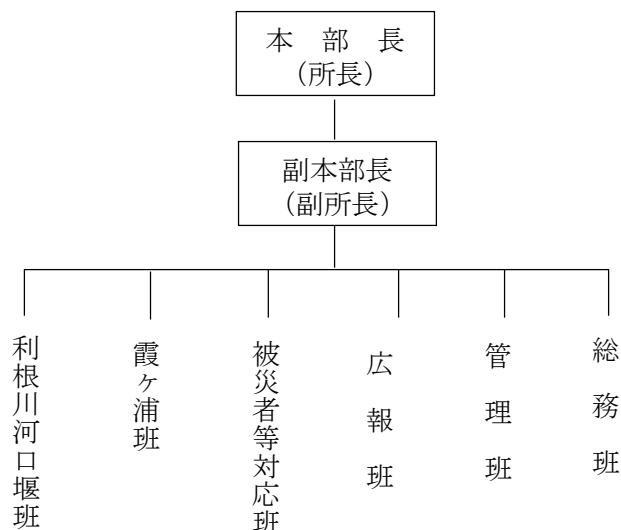 本　部　長
（所長）
副本部長
（副所長）
総務班
管理班
広報班
被災者等対応班
霞ヶ浦班
利根川河口堰班